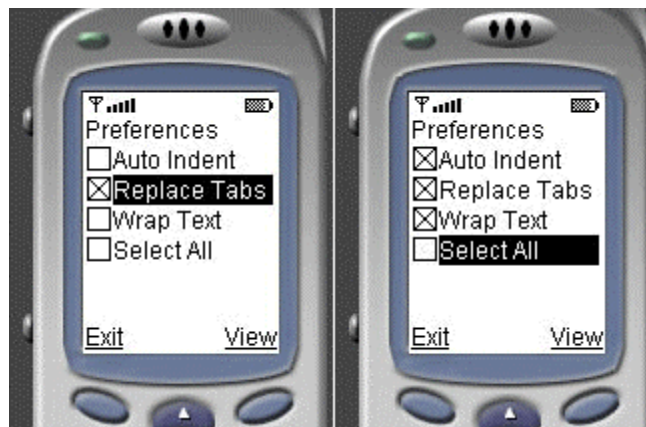 Preferences
Auto Indent
Replace Tabs
Wrap Text
Select All
Exit View
Preferences
Auto Indent
Replace Tabs
Wrap Text
Select All
Exit View